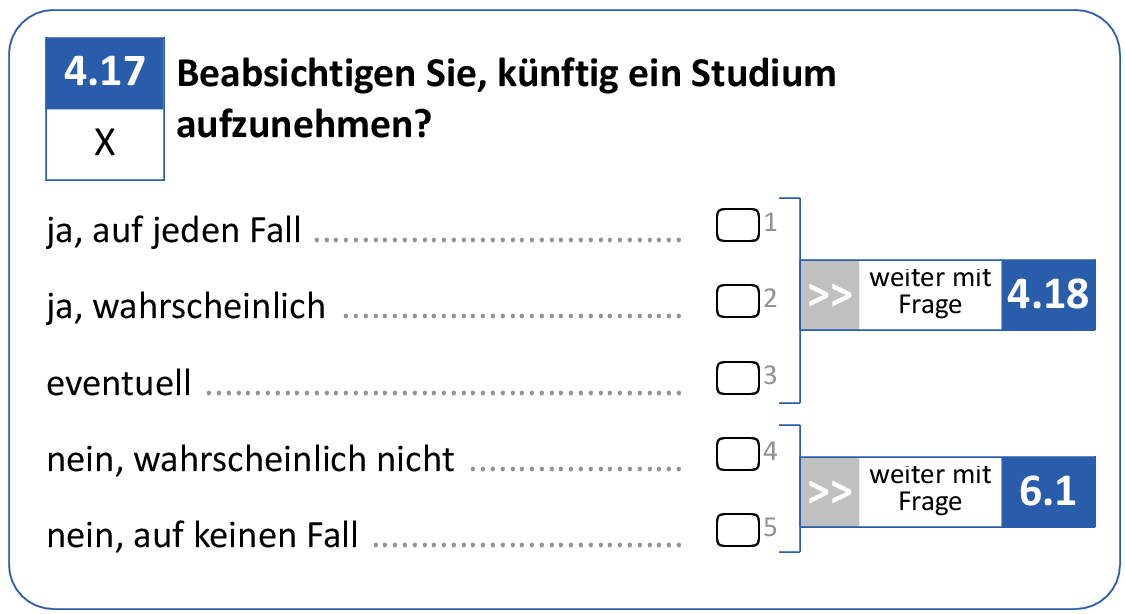 4.17
X
Beabsichtigen Sie, künftig ein Studium
aufzunehmen?
ja, auf jeden Fall ...................................... 1
ja, wahrscheinlich ................................... 2
eventuell ................................................. 3
nein, wahrscheinlich nicht ...................... 4
nein, auf keinen Fall ................................ 5
>> weiter mit
Frage 4.18
>> weiter mit
Frage 6.1